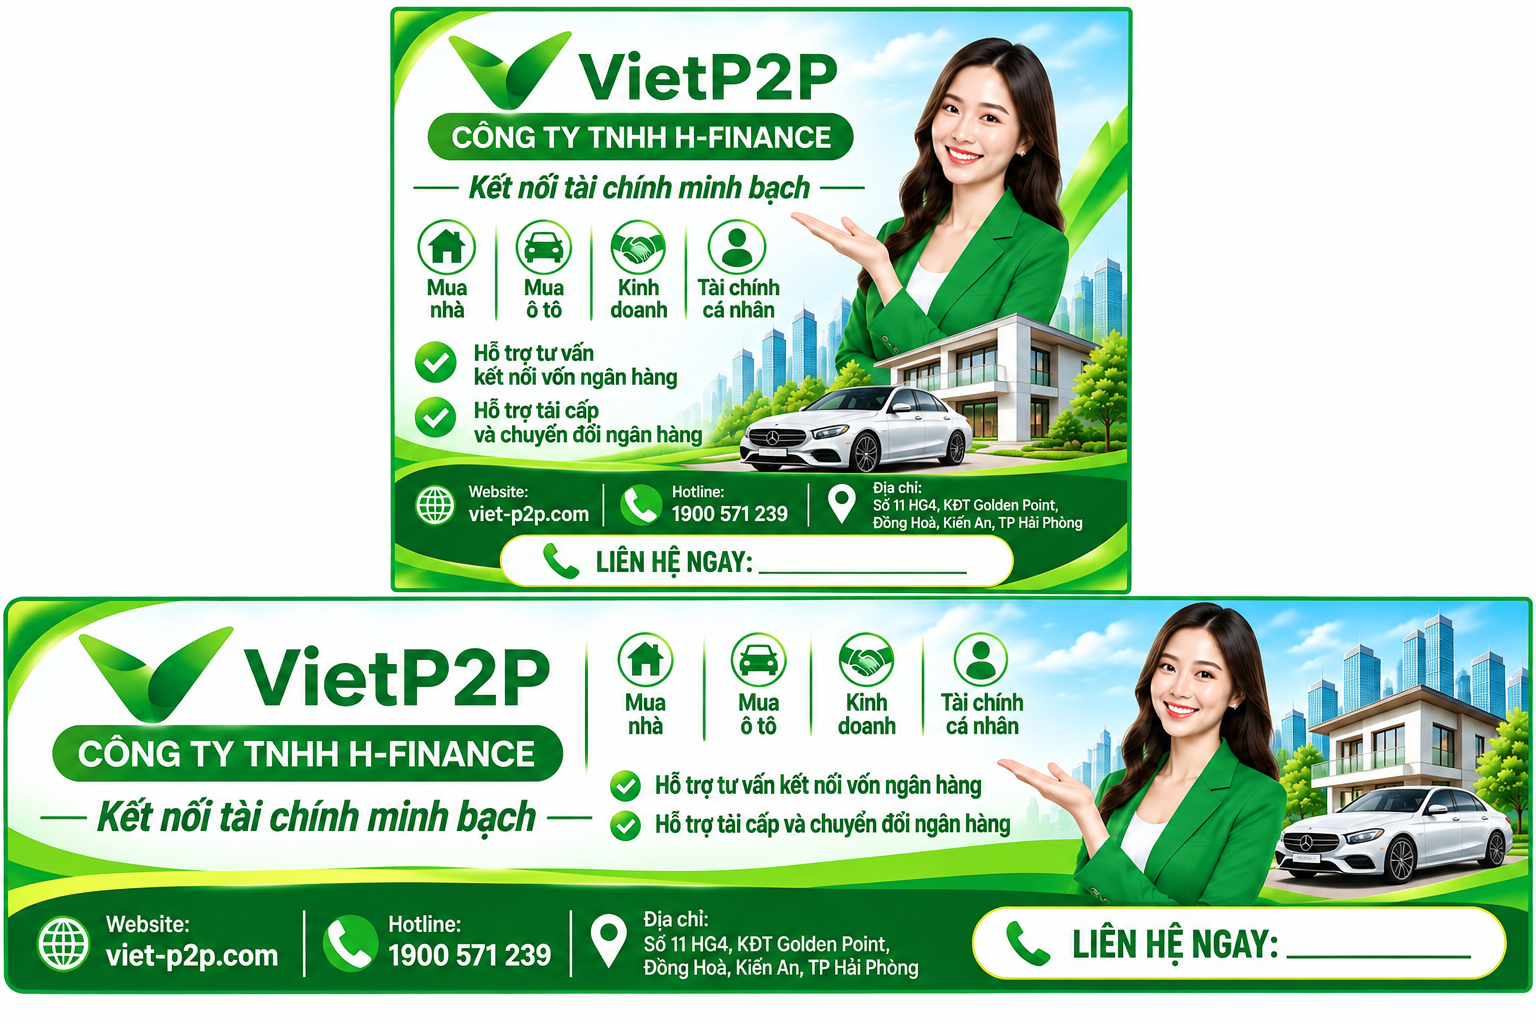 VietP2P
CÔNG TY TNHH H-FINANCE
Kết nối tài chính minh bạch
Mua
nhà
Mua
ô tô
Kinh
doanh
Tài chính
cá nhân
Hỗ trợ tư vấn
kết nối vốn ngân hàng
Hỗ trợ tái cấp
và chuyển đổi ngân hàng
Website:
viet-p2p.com
Hotline:
1900 571 239
Địa chỉ:
Số 11 HG4, KĐT Golden Point,
Đồng Hoà, Kiến An, TP Hải Phòng
LIÊN HỆ NGAY:
VietP2P
CÔNG TY TNHH H-FINANCE
Kết nối tài chính minh bạch
Mua
nhà
Mua
ô tô
Kinh
doanh
Tài chính
cá nhân
Hỗ trợ tư vấn kết nối vốn ngân hàng
Hỗ trợ tái cấp và chuyển đổi ngân hàng
Website:
viet-p2p.com
Hotline:
1900 571 239
Địa chỉ:
Số 11 HG4, KĐT Golden Point,
Đồng Hoà, Kiến An, TP Hải Phòng
LIÊN HỆ NGAY: